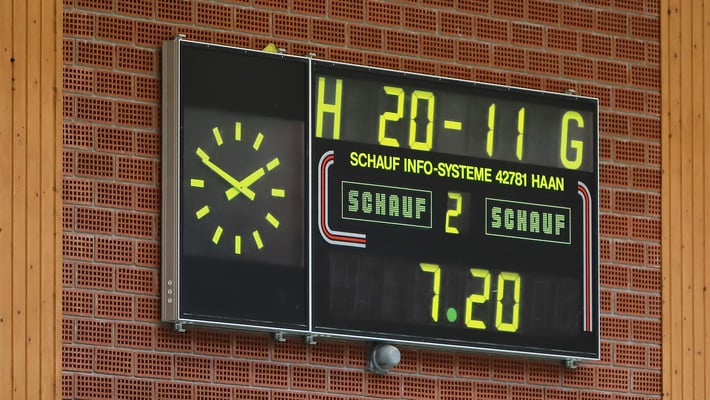 H 20-11 G
SCHAUF INFO-SYSTEME 42781 HAAN
SCHAUF 2 SCHAUF
7.20